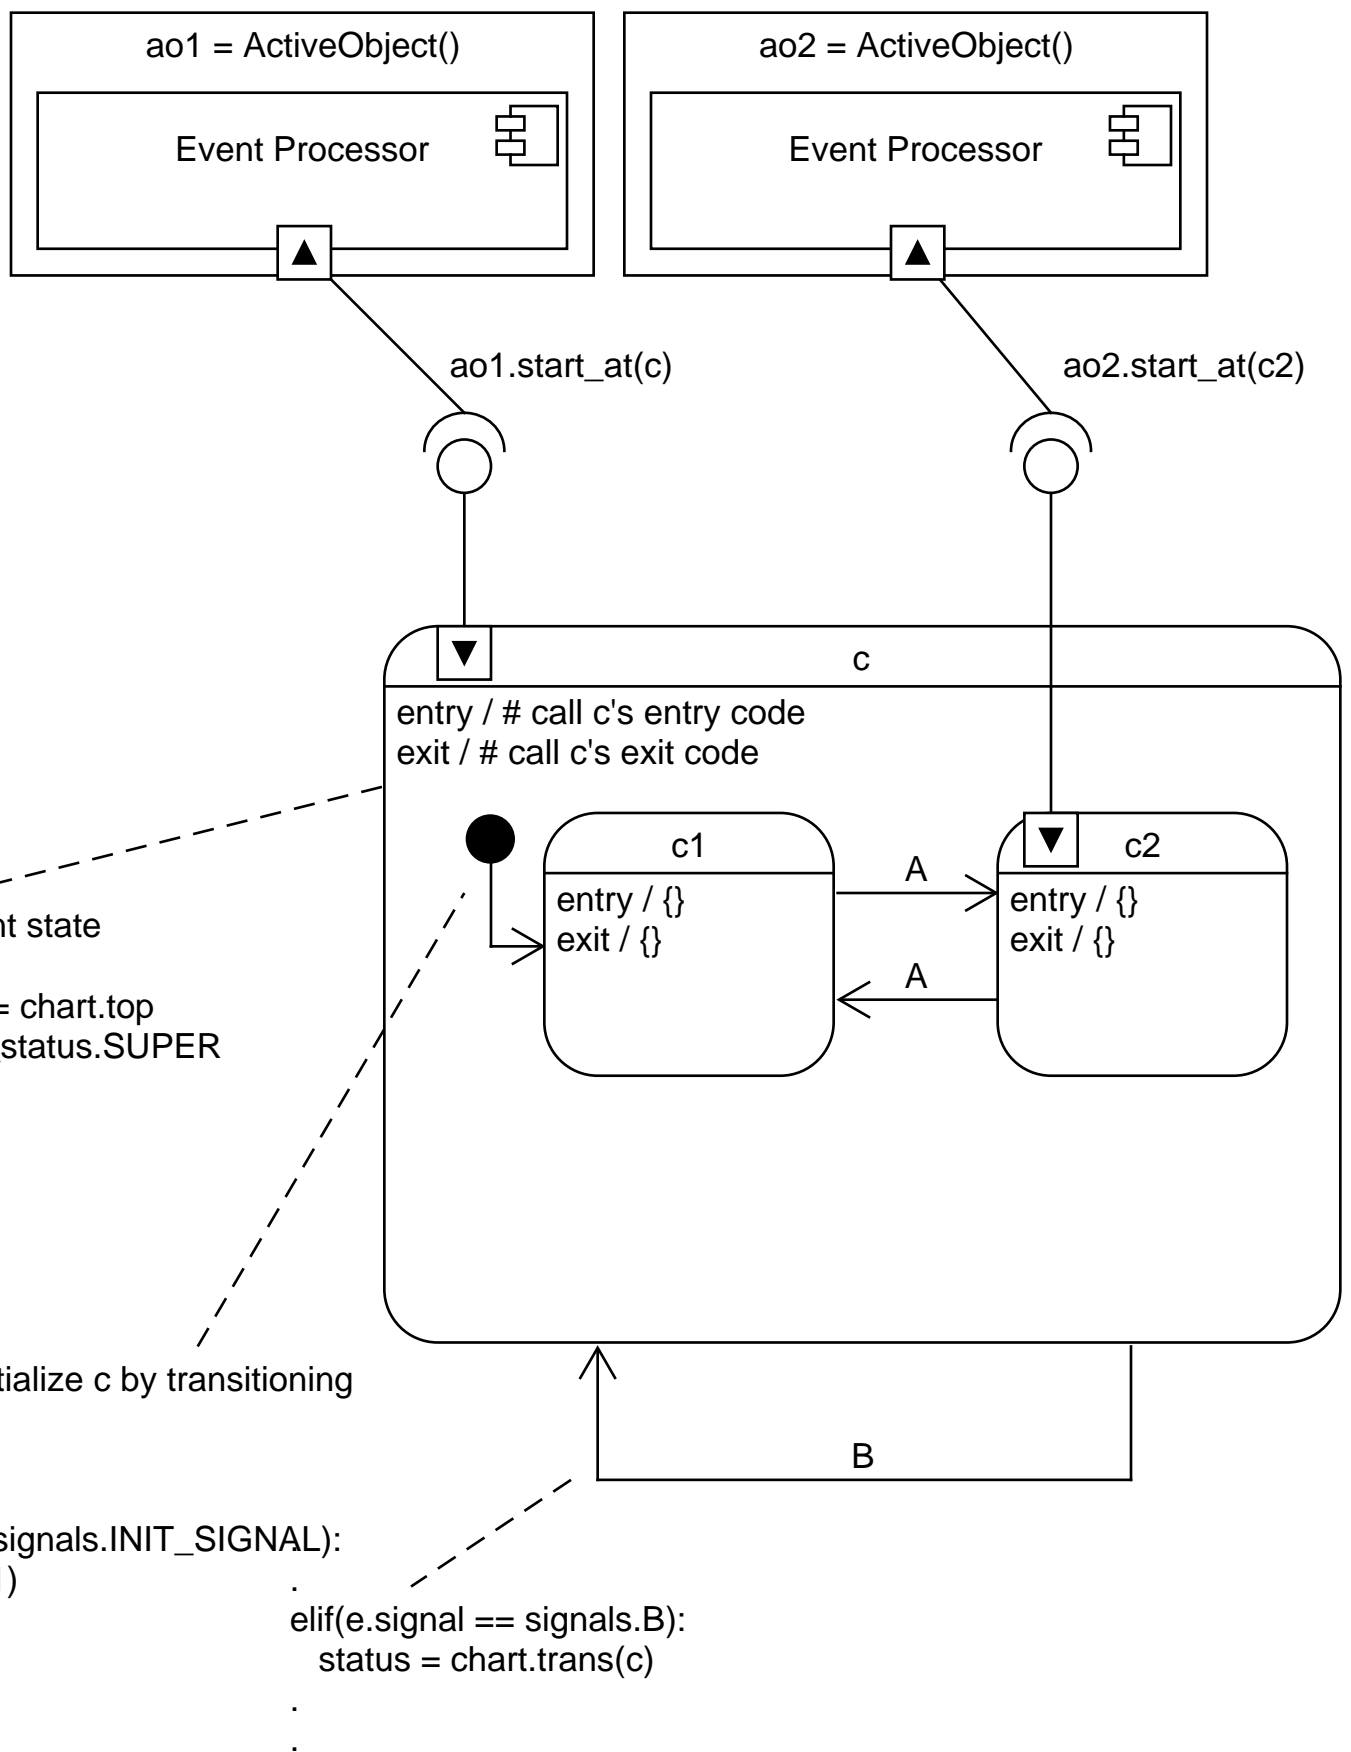 ao1 = ActiveObject()
ao2 = ActiveObject()
Event Processor
Event Processor
ao1.start_at(c)
ao2.start_at(c2)
c
entry / # call c's entry code
exit / # call c's exit code
c1
entry / {}
exit / {}
A
A
c2
entry / {}
exit / {}
nt state
= chart.top
_status.SUPER
tialize c by transitioning
B
signals.INIT_SIGNAL):
)
.
.
elif(e.signal == signals.B):
status = chart.trans(c)
.
.